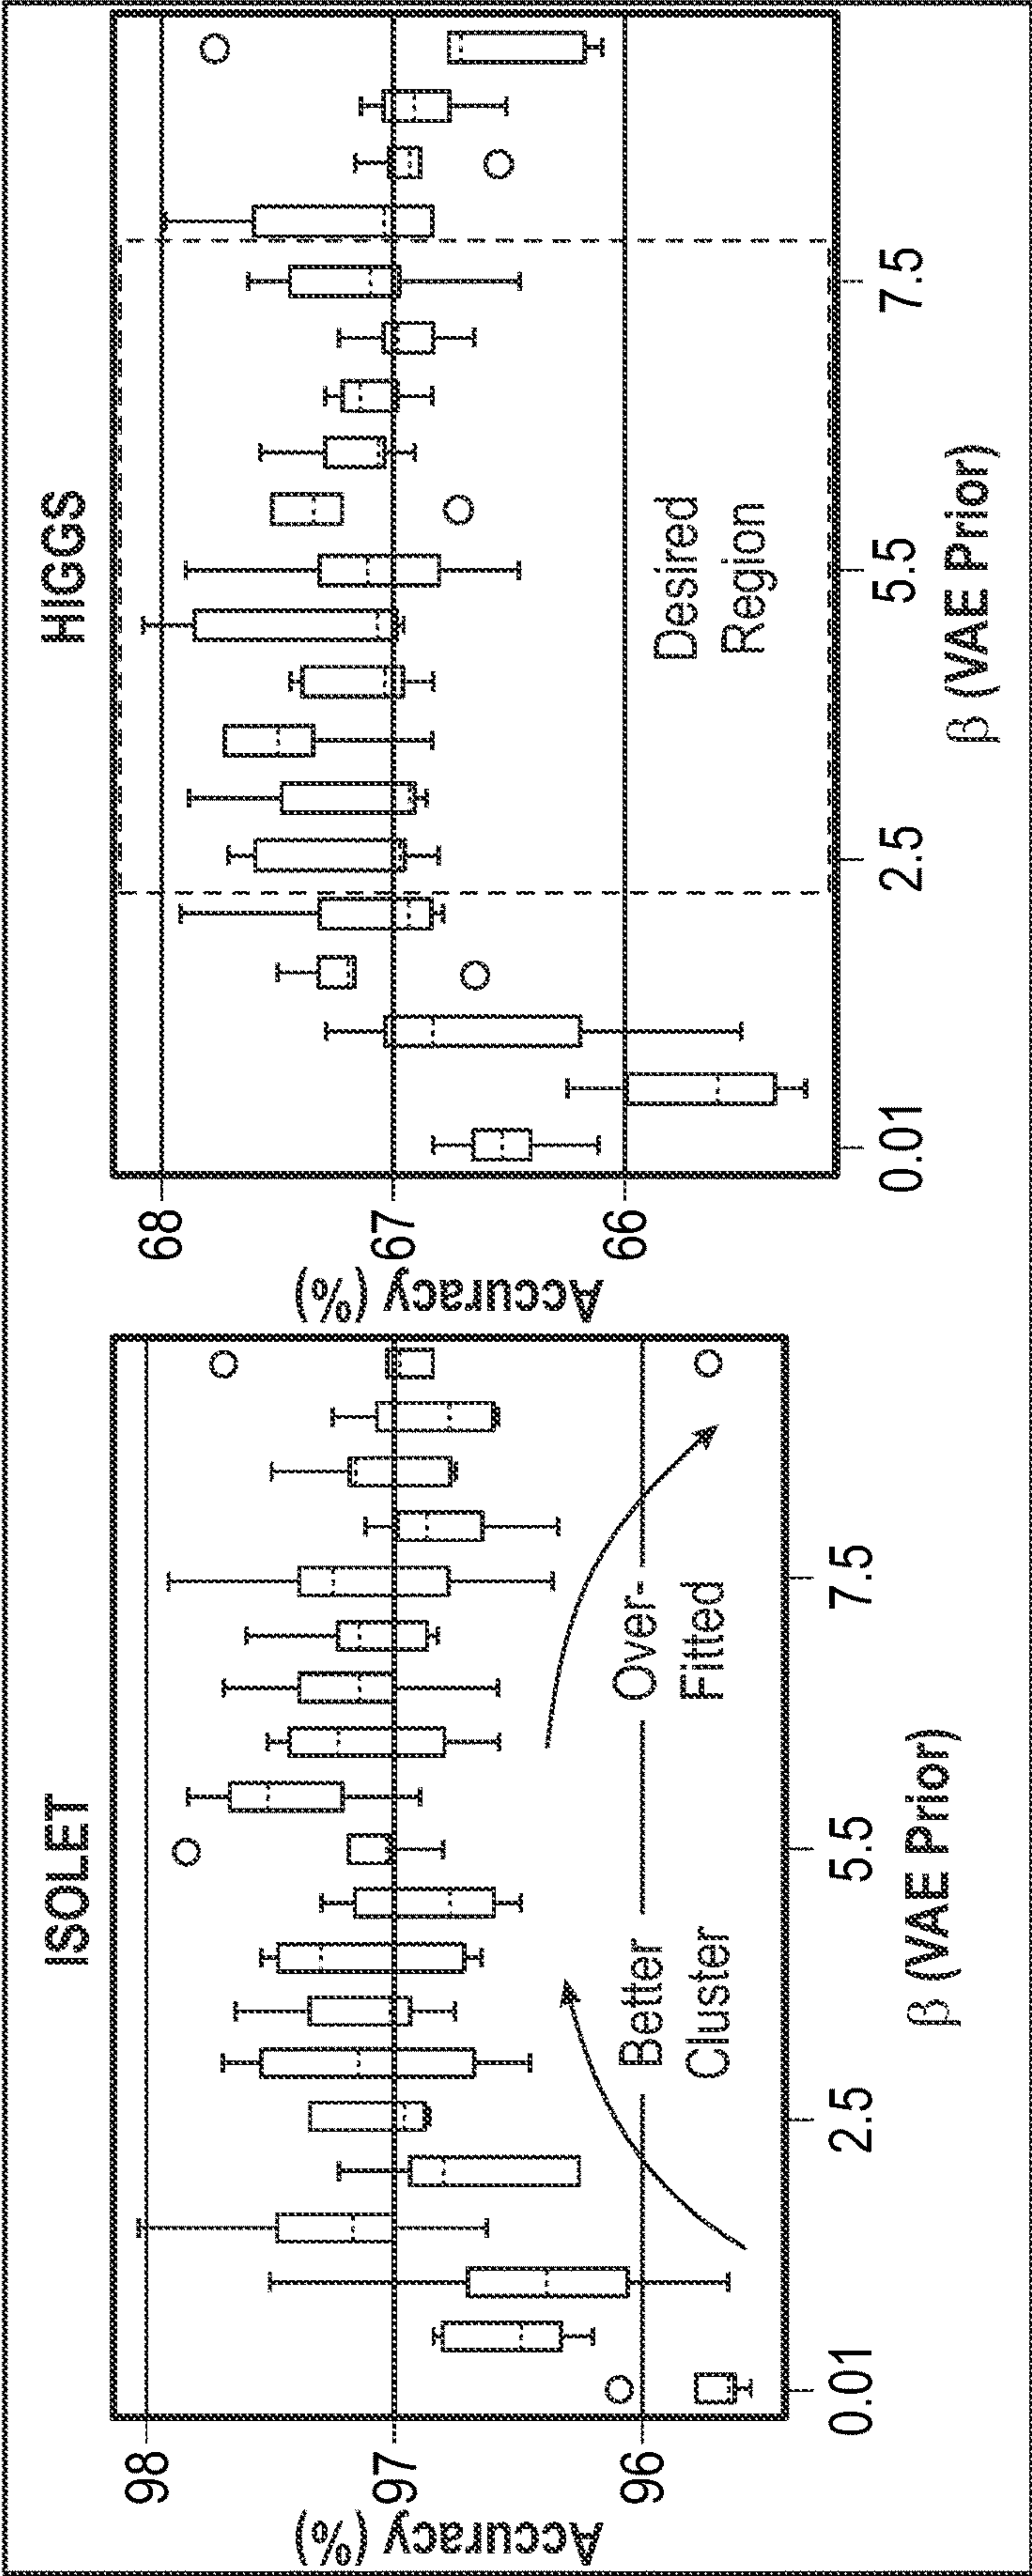 ISOLET
98
97
96
Accuracy (%)
Better
Cluster
Over-
Fitted
0.01
2.5
5.5
7.5
β (VAE Prior)
HIGGS
68
67
66
Accuracy (%)
Desired
Region
0.01
2.5
5.5
7.5
β (VAE Prior)